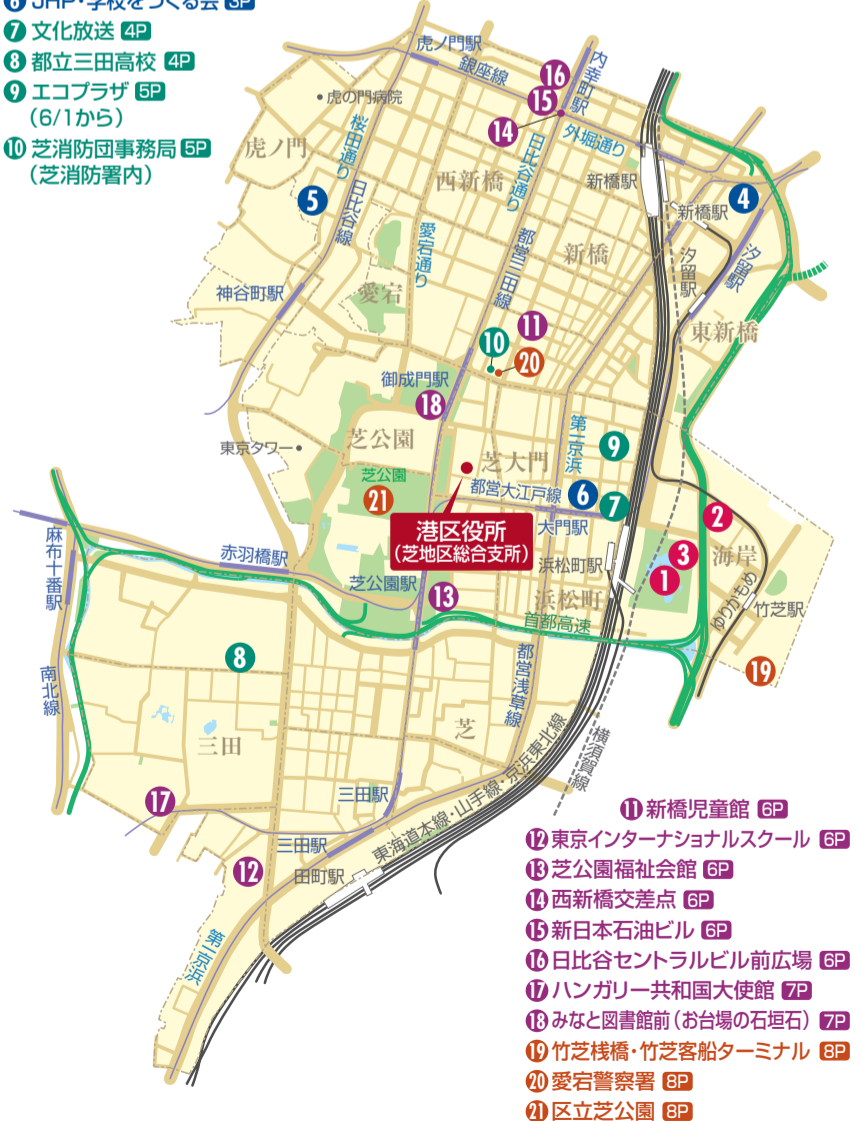 ❻ JHP・学校をつくる会 3P
❼ 文化放送 4P
❽ 都立三田高校 4P
❾ エコプラザ 5P
(6/1から)
❿ 芝消防団事務局 5P
(芝消防署内)
虎ノ門駅
銀座線
内幸町駅
16
15
14
外堀通り
虎の門病院
虎ノ門
桜田通り
日比谷線
西新橋
日比谷通り
新橋駅
5
4
新橋駅
愛宕通り
都営三田線
新橋
汐留駅
汐留駅
神谷町駅
愛宕
11
東新橋
10
20
御成門駅
18
芝公園
東京タワー
第一京浜
9
芝大門
芝公園
21
都営大江戸線
6
7
2
港区役所
(芝地区総合支所)
大門駅
麻布十番駅
赤羽橋駅
浜松町駅
3
海岸
1
芝公園駅
13
浜松町
ゆりかもめ
竹芝駅
首都高速
8
19
南北線
都営浅草線
芝
三田
横須賀線
三田駅
東海道本線・山手線・京浜東北線
17
三田駅
12
田町駅
第一京浜
⓫ 新橋児童館 6P
⓬ 東京インターナショナルスクール 6P
⓭ 芝公園福祉会館 6P
⓮ 西新橋交差点 6P
⓯ 新日本石油ビル 6P
⓰ 日比谷セントラルビル前広場 6P
⓱ ハンガリー共和国大使館 7P
⓲ みなと図書館前(お台場の石垣石) 7P
⓳ 竹芝桟橋・竹芝客船ターミナル 8P
⓴ 愛宕警察署 8P
21 区立芝公園 8P